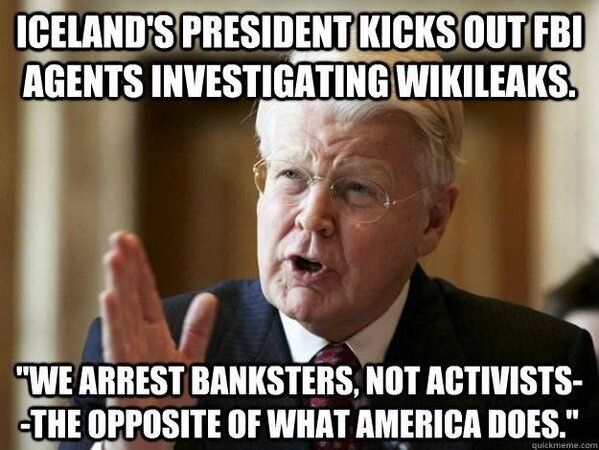 ICELAND'S PRESIDENT KICKS OUT FBI
AGENTS INVESTIGATING WIKILEAKS.
"WE ARREST BANKSTERS, NOT ACTIVISTS-
-THE OPPOSITE OF WHAT AMERICA DOES."
quickmeme.com